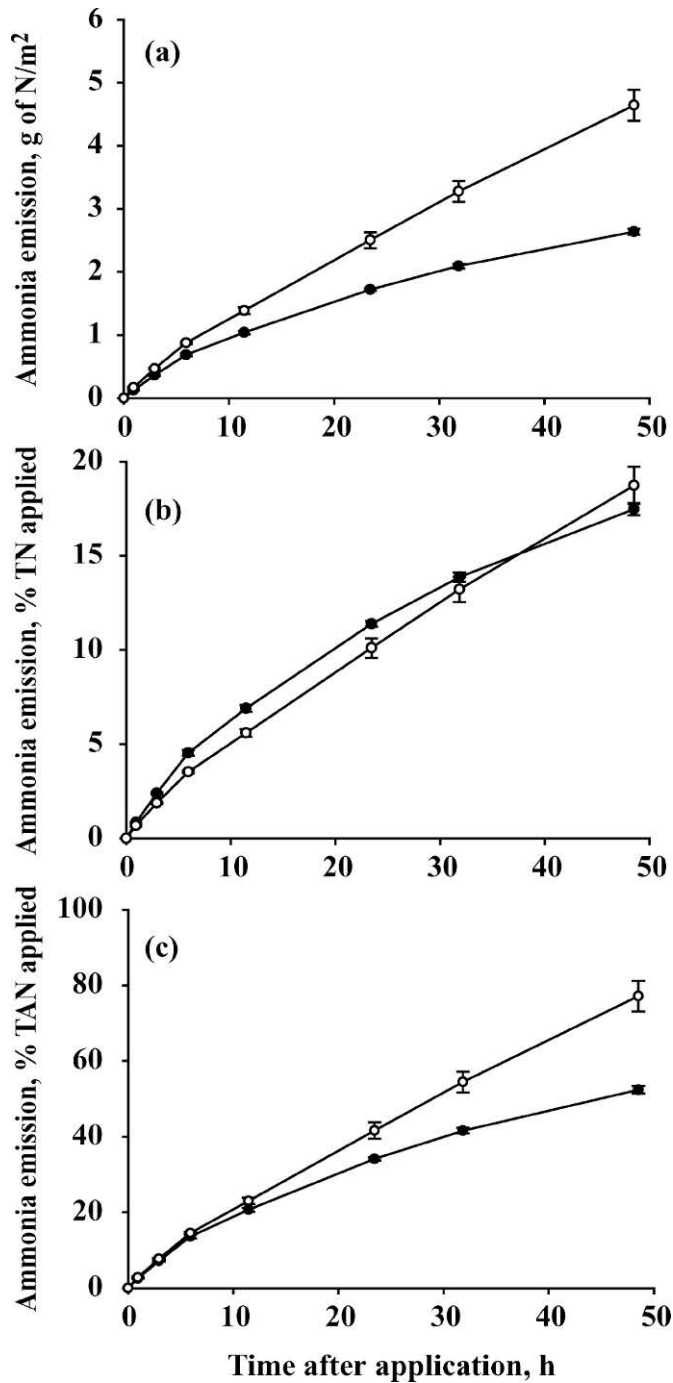 Ammonia emission, g of N/m²
(a)
6
5
4
3
2
1
0
0 10 20 30 40 50
Ammonia emission, % TN applied
(b)
20
15
10
5
0
0 10 20 30 40 50
Ammonia emission, % TAN applied
(c)
100
80
60
40
20
0
0 10 20 30 40 50
Time after application, h